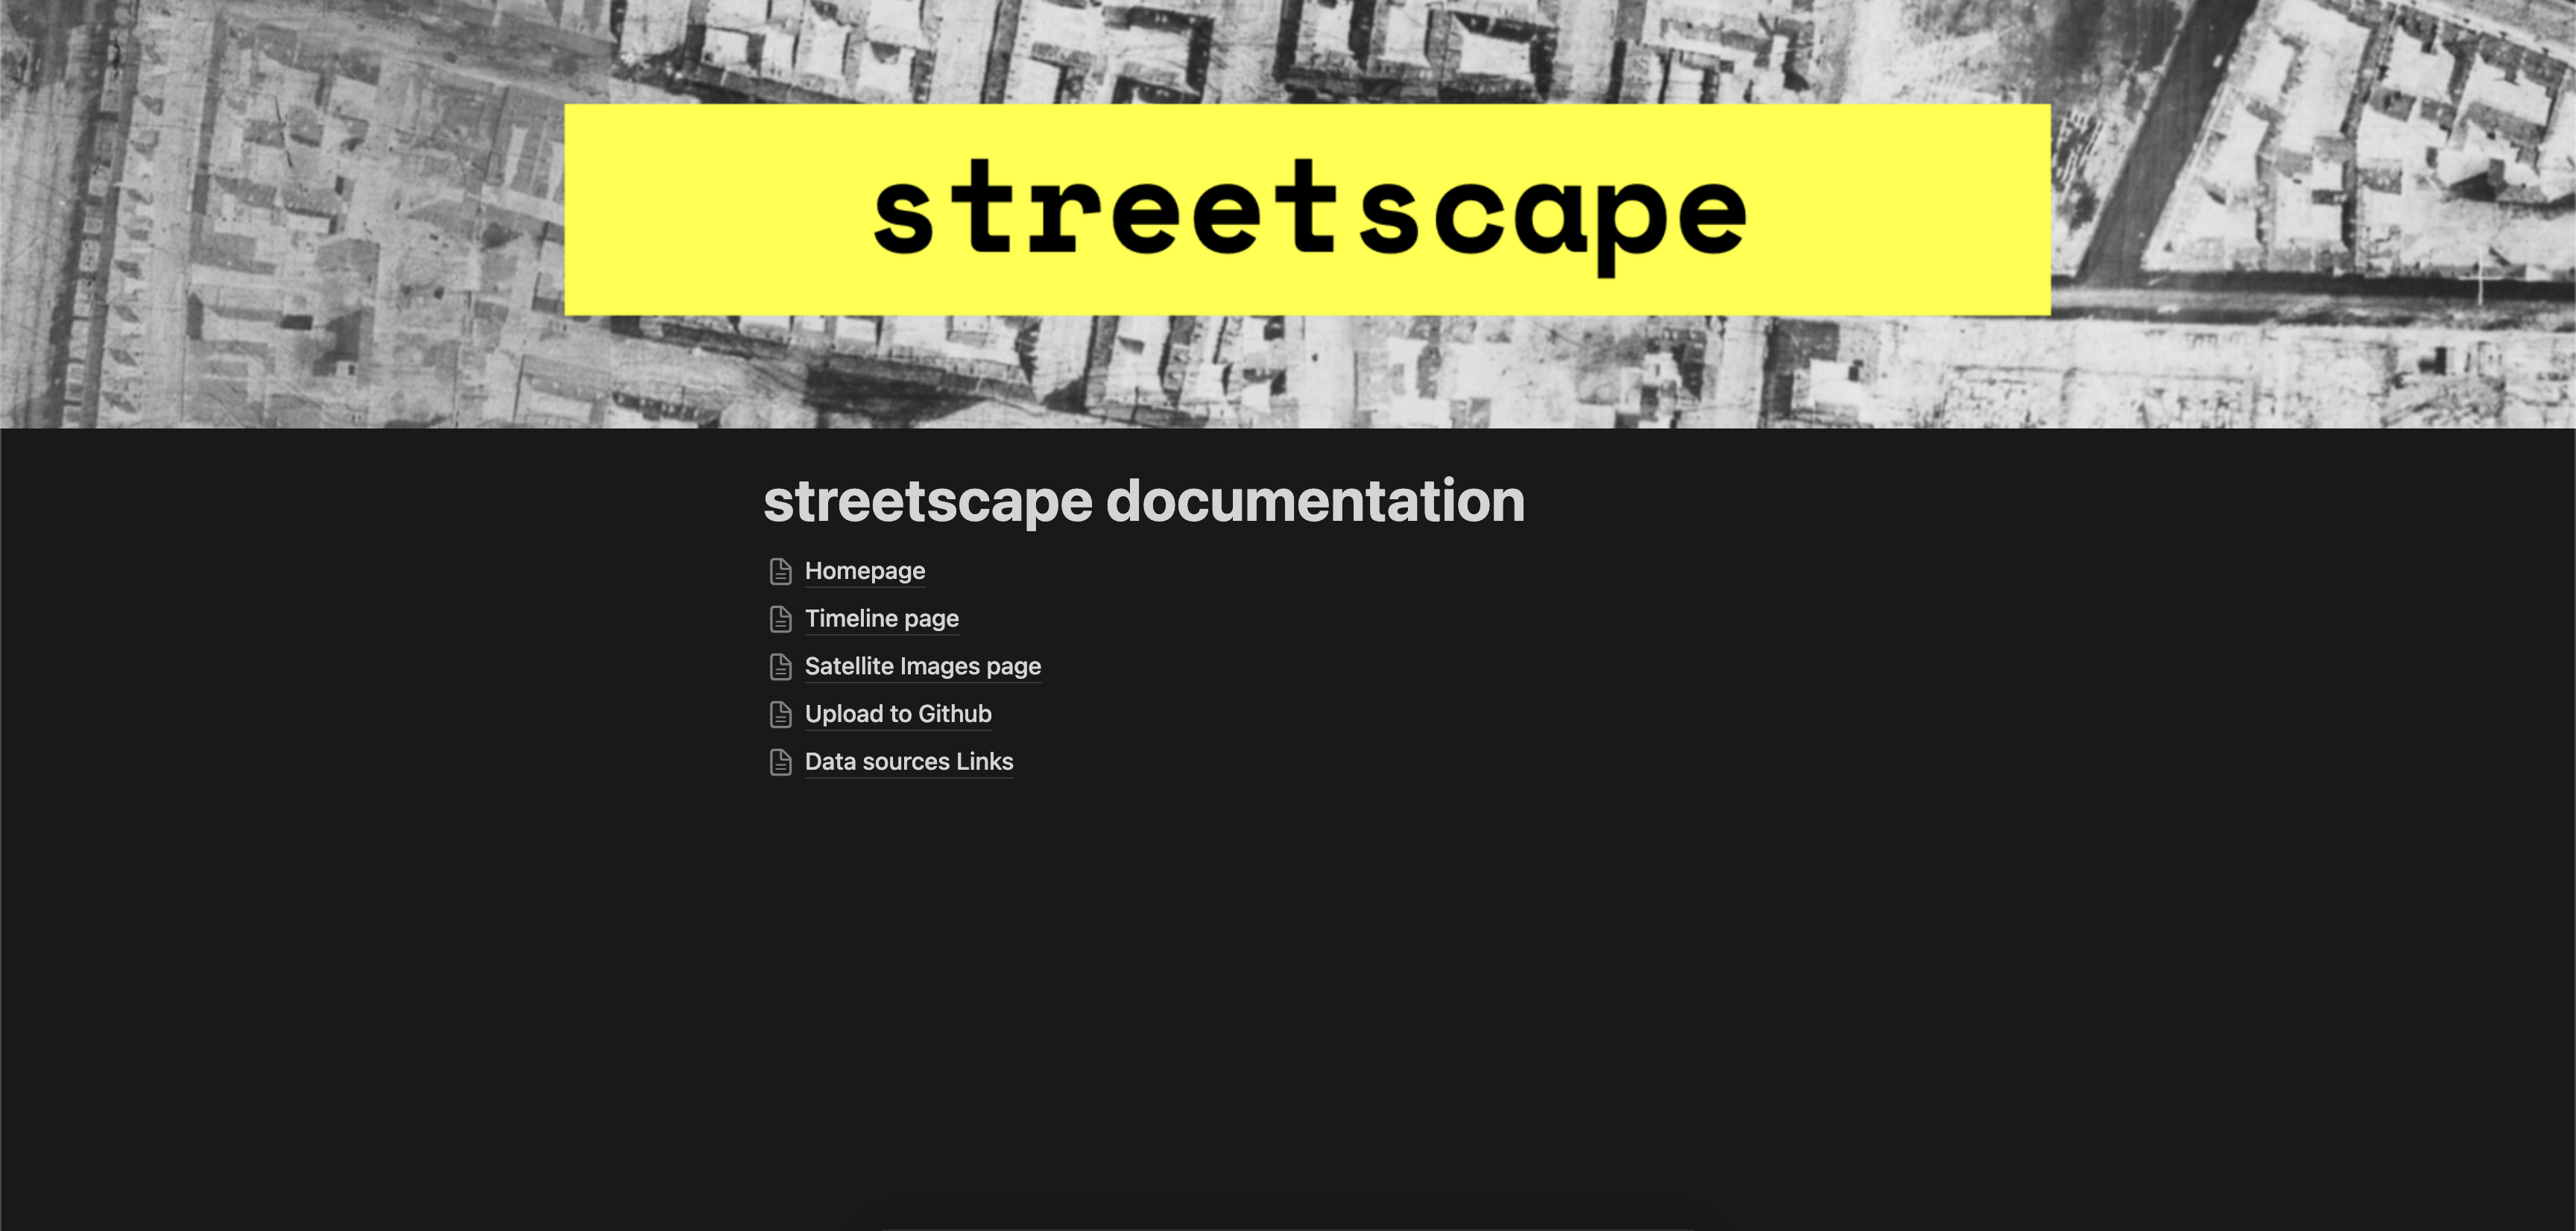 streetscape
streetscape documentation
Homepage
Timeline page
Satellite Images page
Upload to Github
Data sources Links